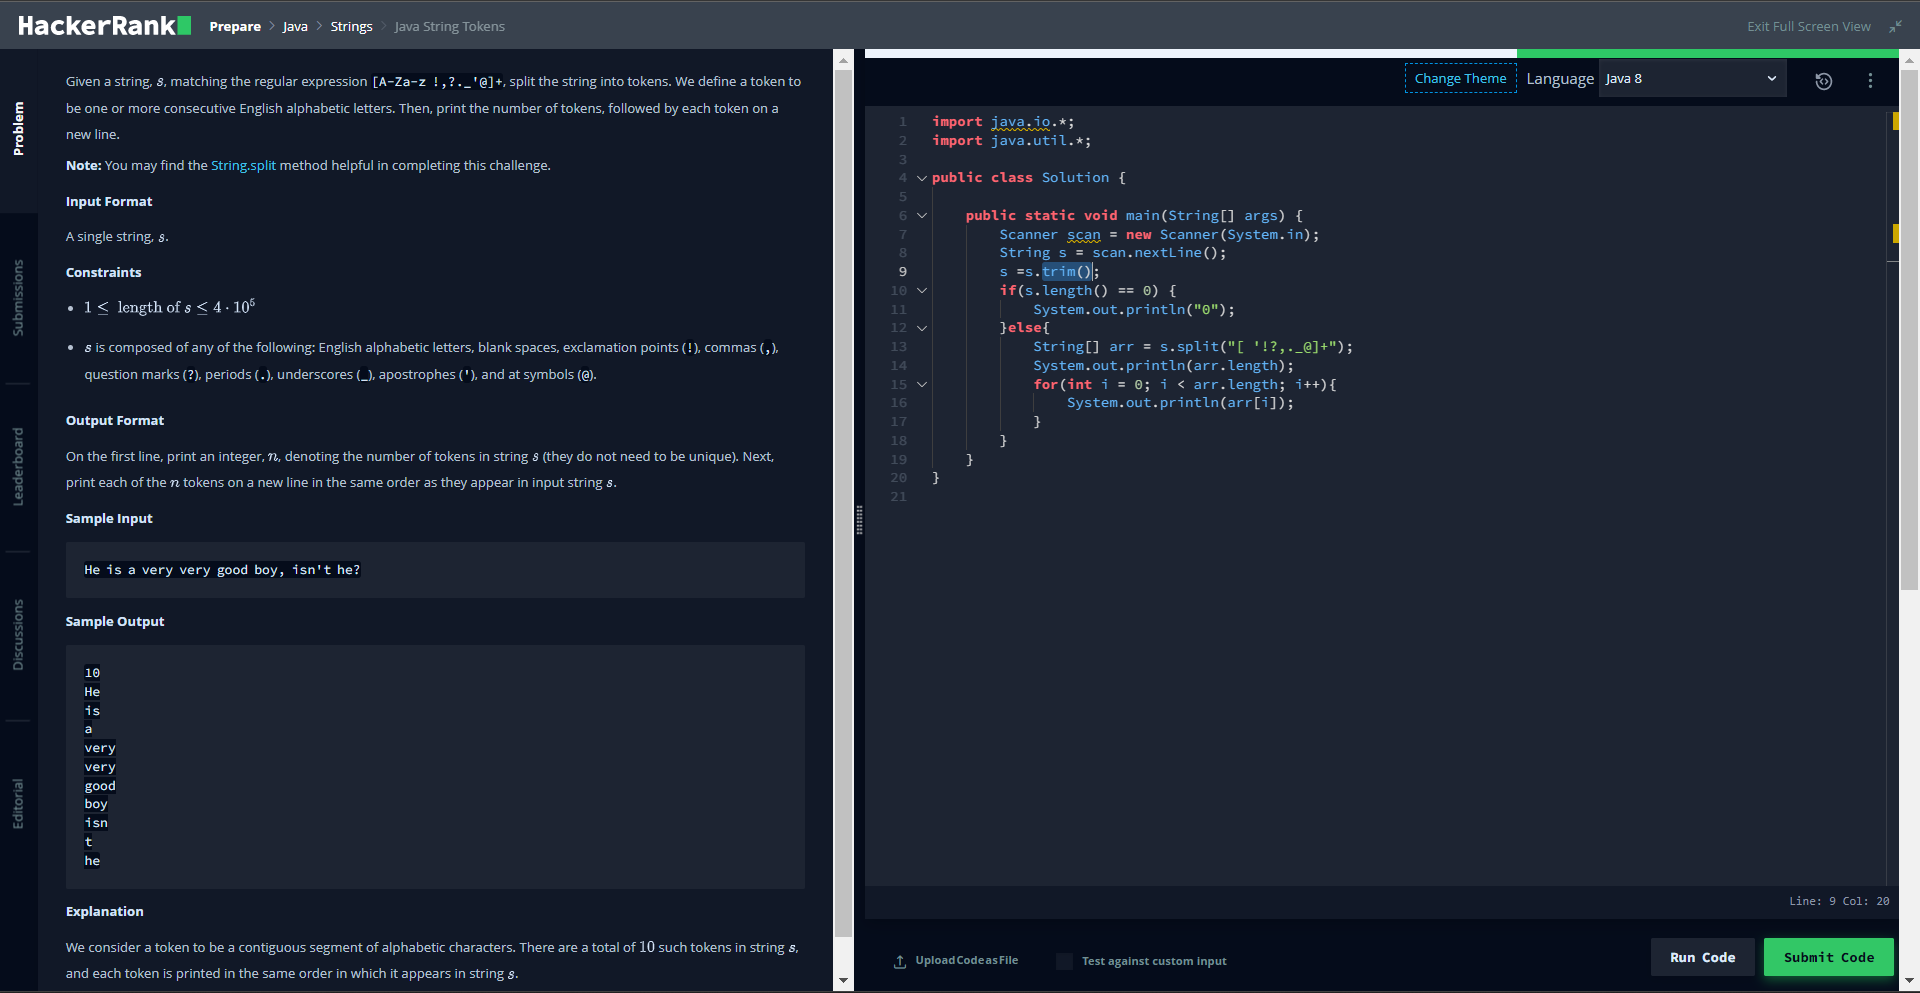 HackerRank Prepare > Java > Strings > Java String Tokens Exit Full Screen View
Problem
Submissions
Leaderboard
Discussions
Editorial
Given a string, s, matching the regular expression [A-Za-z !,?._'@]+, split the string into tokens. We define a token to
be one or more consecutive English alphabetic letters. Then, print the number of tokens, followed by each token on a
new line.
Note: You may find the String.split method helpful in completing this challenge.
Input Format
A single string, s.
Constraints
• 1 ≤ length of s ≤ 4 · 10⁵
• s is composed of any of the following: English alphabetic letters, blank spaces, exclamation points (!), commas (,),
question marks (?), periods (.), underscores (_), apostrophes ('), and at symbols (@).
Output Format
On the first line, print an integer, n, denoting the number of tokens in string s (they do not need to be unique). Next,
print each of the n tokens on a new line in the same order as they appear in input string s.
Sample Input
He is a very very good boy, isn't he?
Sample Output
10
He
is
a
very
very
good
boy
isn
t
he
Explanation
We consider a token to be a contiguous segment of alphabetic characters. There are a total of 10 such tokens in string s,
and each token is printed in the same order in which it appears in string s.
Change Theme Language Java 8
1 import java.io.*;
2 import java.util.*;
3
4 public class Solution {
5
6 public static void main(String[] args) {
7 Scanner scan = new Scanner(System.in);
8 String s = scan.nextLine();
9 s =s.trim();
10 if(s.length() == 0) {
11 System.out.println("0");
12 }else{
13 String[] arr = s.split("[ '!?,._@]+");
14 System.out.println(arr.length);
15 for(int i = 0; i < arr.length; i++){
16 System.out.println(arr[i]);
17 }
18 }
19 }
20 }
21
Line: 9 Col: 20
Upload Code as File Test against custom input Run Code Submit Code